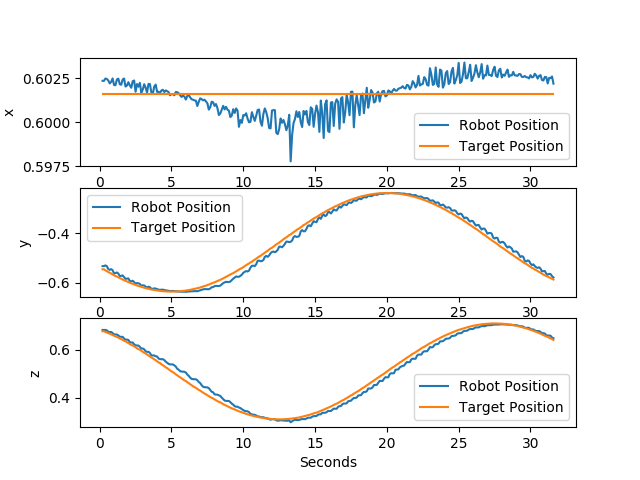 0.6025
0.6000
0.5975
x
Robot Position
Target Position
0 5 10 15 20 25 30
−0.4
−0.6
y
Robot Position
Target Position
0 5 10 15 20 25 30
0.6
0.4
z
Robot Position
Target Position
0 5 10 15 20 25 30
Seconds